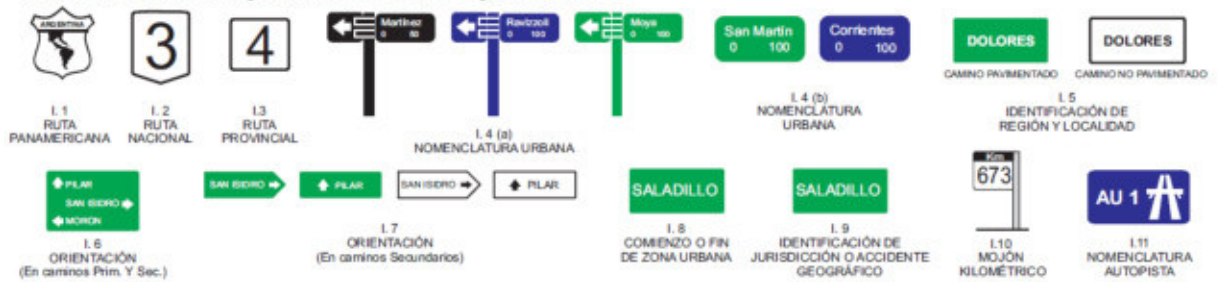 ARGENTINA
3
4
Martínez
0 50
Ravizzoli
0 100
Moya
0 100
San Martín
0 100
Corrientes
0 100
DOLORES
CAMINO PAVIMENTADO
DOLORES
CAMINO NO PAVIMENTADO
I. 1
RUTA
PANAMERICANA
I. 2
RUTA
NACIONAL
I.3
RUTA
PROVINCIAL
I. 4 (a)
NOMENCLATURA URBANA
I. 4 (b)
NOMENCLATURA
URBANA
I. 5
IDENTIFICACIÓN DE
REGIÓN Y LOCALIDAD
PILAR
SAN ISIDRO
MORON
I. 6
ORIENTACIÓN
(En caminos Prim. Y Sec.)
SAN ISIDRO
PILAR
SAN ISIDRO
PILAR
I. 7
ORIENTACIÓN
(En caminos Secundarios)
SALADILLO
I. 8
COMIENZO O FIN
DE ZONA URBANA
SALADILLO
I. 9
IDENTIFICACIÓN DE
JURISDICCIÓN O ACCIDENTE
GEOGRÁFICO
Km
673
I.10
MOJÓN
KILOMÉTRICO
AU 1
I.11
NOMENCLATURA
AUTOPISTA